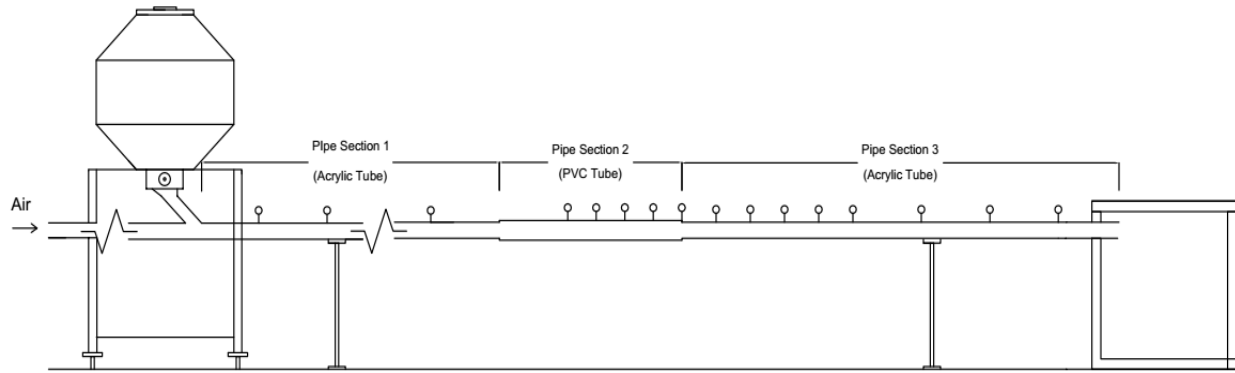 PIpe Section 1
(Acrylic Tube)
Pipe Section 2
(PVC Tube)
Pipe Section 3
(Acrylic Tube)
Air